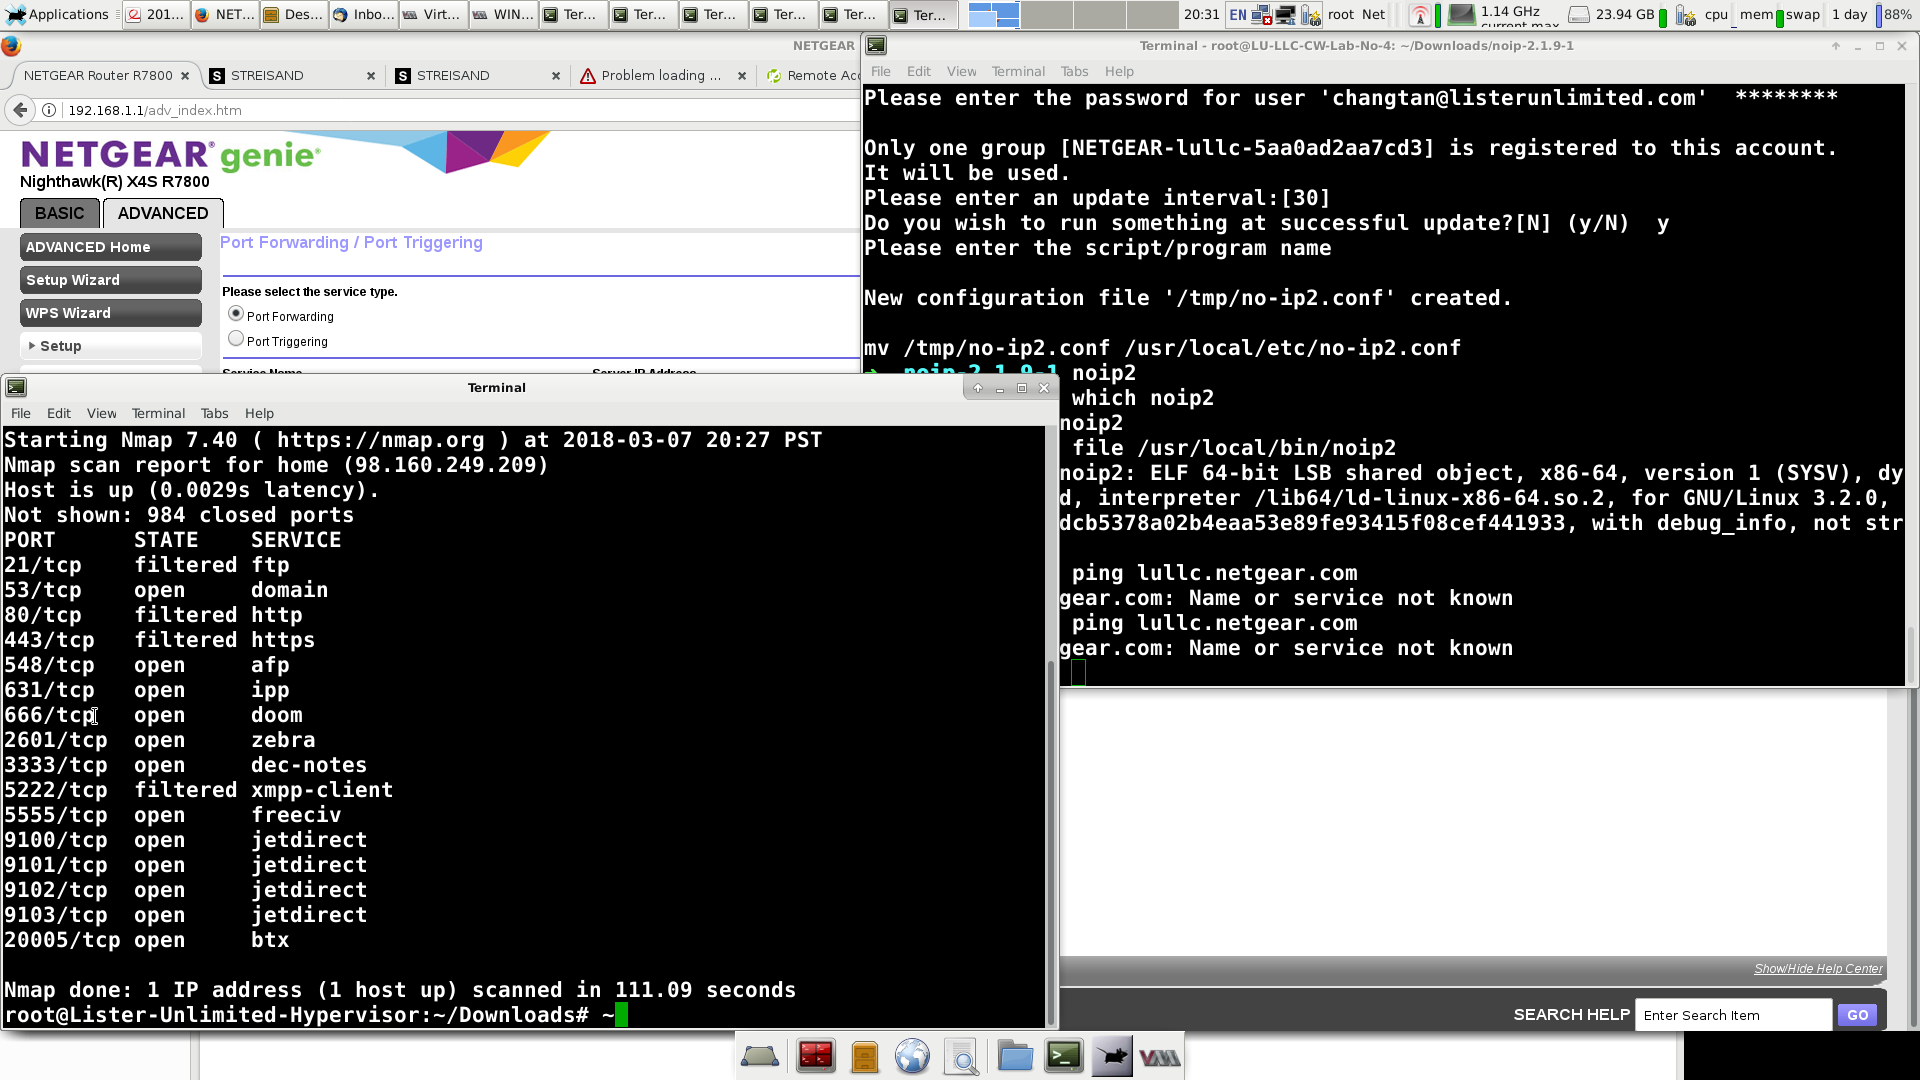 Applications
201...
NET...
Des...
Inbo...
Virt...
WIN...
Ter...
Ter...
Ter...
Ter...
Ter...
Ter...
20:31
EN
root Net
1.14 GHz
current max
23.94 GB
cpu
mem
swap
1 day
88%
NETGEAR
NETGEAR Router R7800
STREISAND
STREISAND
Problem loading ...
Remote Acc
192.168.1.1/adv_index.htm
NETGEAR® genie®
Nighthawk(R) X4S R7800
BASIC
ADVANCED
ADVANCED Home
Setup Wizard
WPS Wizard
Setup
Port Forwarding / Port Triggering
Please select the service type.
Port Forwarding
Port Triggering
Service Name Server IP Address
Terminal - root@LU-LLC-CW-Lab-No-4: ~/Downloads/noip-2.1.9-1
File Edit View Terminal Tabs Help
Please enter the password for user 'changtan@listerunlimited.com' ********
Only one group [NETGEAR-lullc-5aa0ad2aa7cd3] is registered to this account.
It will be used.
Please enter an update interval:[30]
Do you wish to run something at successful update?[N] (y/N) y
Please enter the script/program name
New configuration file '/tmp/no-ip2.conf' created.
mv /tmp/no-ip2.conf /usr/local/etc/no-ip2.conf
→ noip-2.1.9-1 noip2
which noip2
noip2
file /usr/local/bin/noip2
noip2: ELF 64-bit LSB shared object, x86-64, version 1 (SYSV), dy
d, interpreter /lib64/ld-linux-x86-64.so.2, for GNU/Linux 3.2.0,
dcb5378a02b4eaa53e89fe93415f08cef441933, with debug_info, not str
ping lullc.netgear.com
gear.com: Name or service not known
ping lullc.netgear.com
gear.com: Name or service not known
Terminal
File Edit View Terminal Tabs Help
Starting Nmap 7.40 ( https://nmap.org ) at 2018-03-07 20:27 PST
Nmap scan report for home (98.160.249.209)
Host is up (0.0029s latency).
Not shown: 984 closed ports
PORT STATE SERVICE
21/tcp filtered ftp
53/tcp open domain
80/tcp filtered http
443/tcp filtered https
548/tcp open afp
631/tcp open ipp
666/tcp open doom
2601/tcp open zebra
3333/tcp open dec-notes
5222/tcp filtered xmpp-client
5555/tcp open freeciv
9100/tcp open jetdirect
9101/tcp open jetdirect
9102/tcp open jetdirect
9103/tcp open jetdirect
20005/tcp open btx
Nmap done: 1 IP address (1 host up) scanned in 111.09 seconds
root@Lister-Unlimited-Hypervisor:~/Downloads# ~
Show/Hide Help Center
SEARCH HELP
Enter Search Item
GO